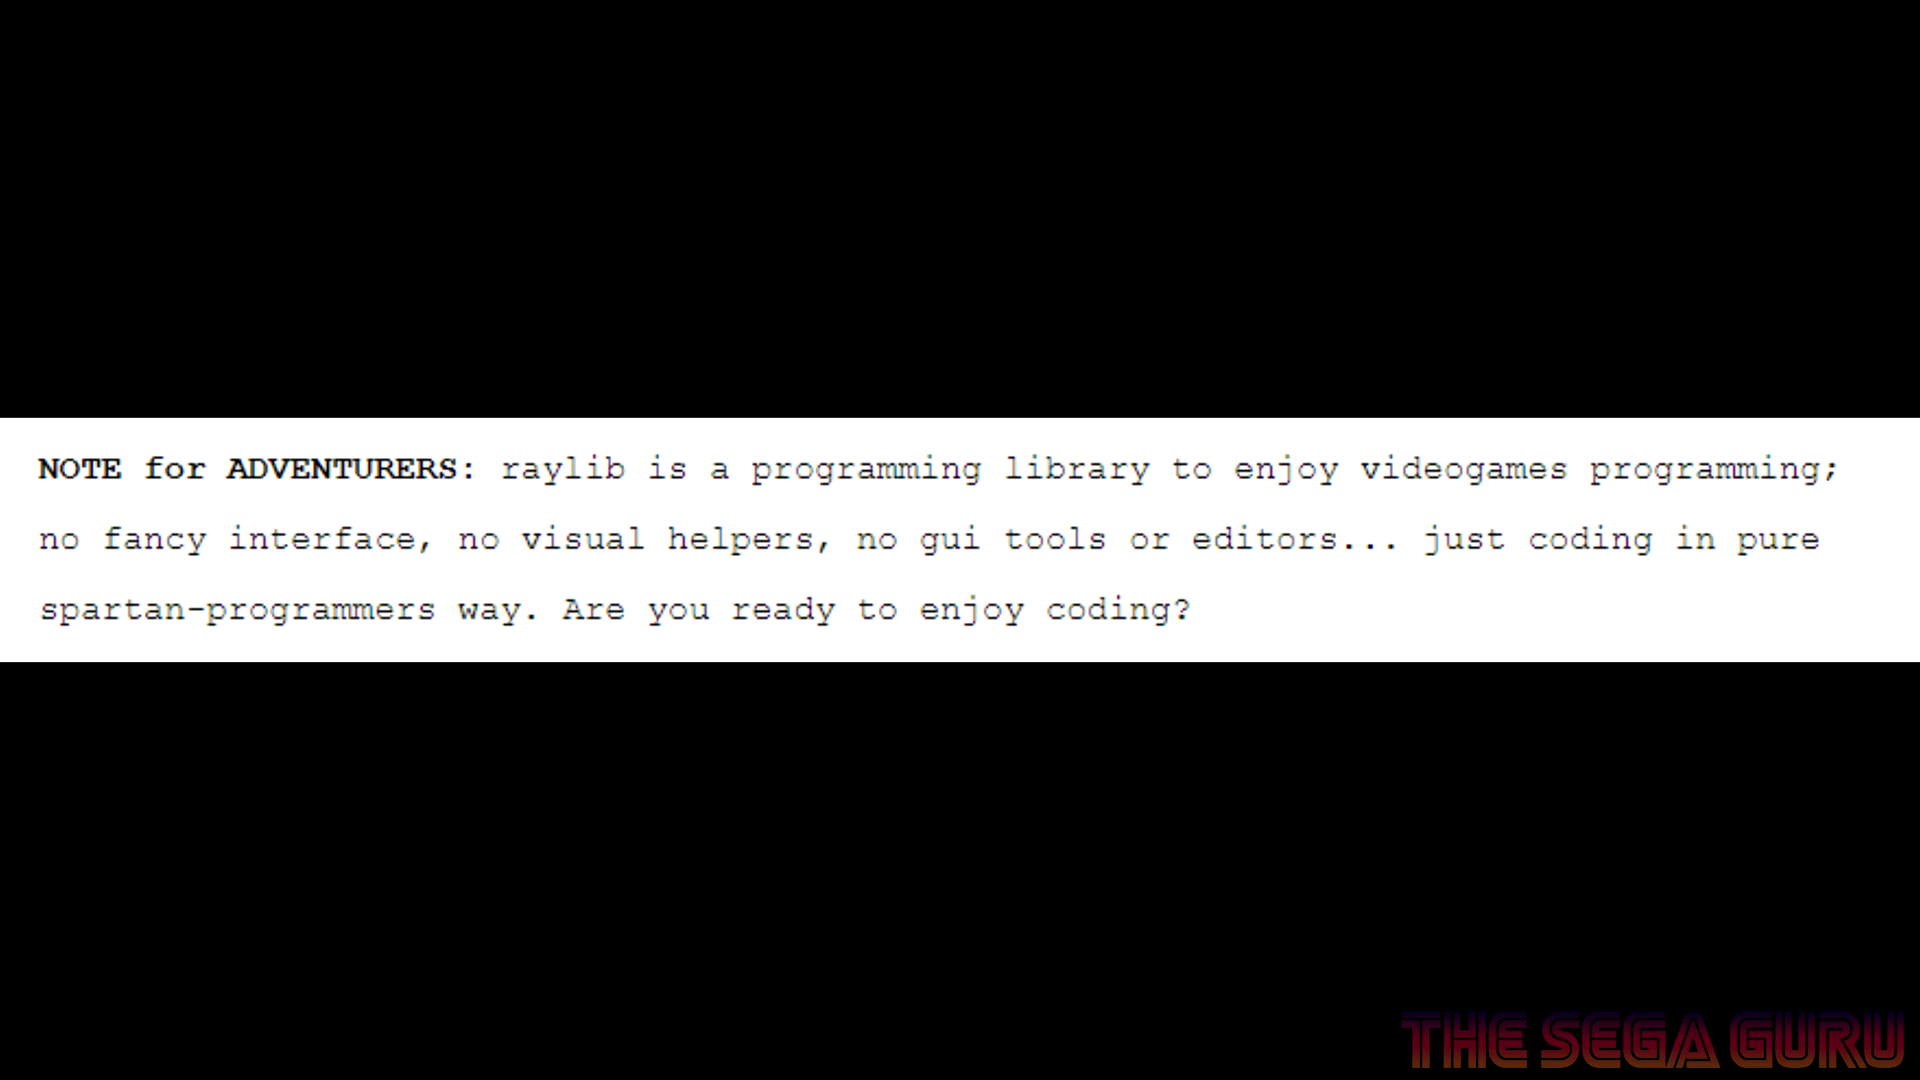 NOTE for ADVENTURERS: raylib is a programming library to enjoy videogames programming;
no fancy interface, no visual helpers, no gui tools or editors... just coding in pure
spartan-programmers way. Are you ready to enjoy coding?
THE SEGA GURU